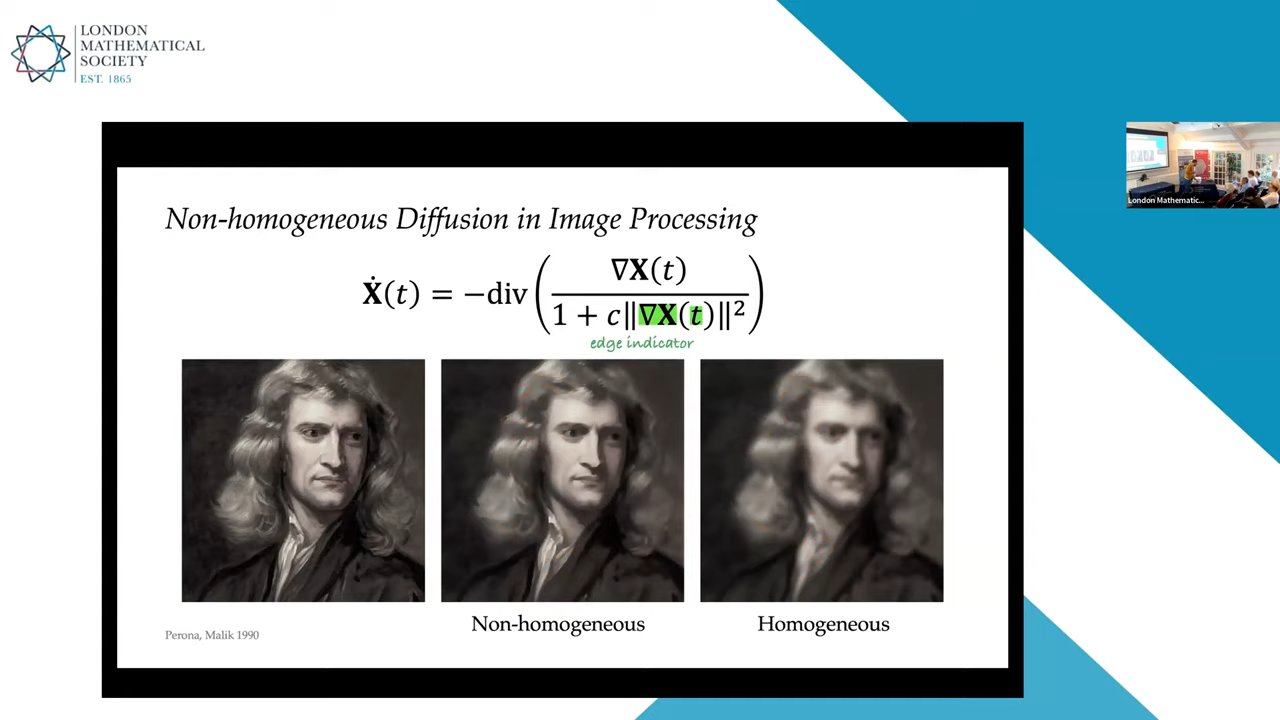 LONDON
MATHEMATICAL
SOCIETY
EST. 1865
Non-homogeneous Diffusion in Image Processing
Ẋ(t) = −div(∇X(t) / (1 + c‖∇X(t)‖²))
edge indicator
Non-homogeneous
Homogeneous
Perona, Malik 1990
London Mathematic...